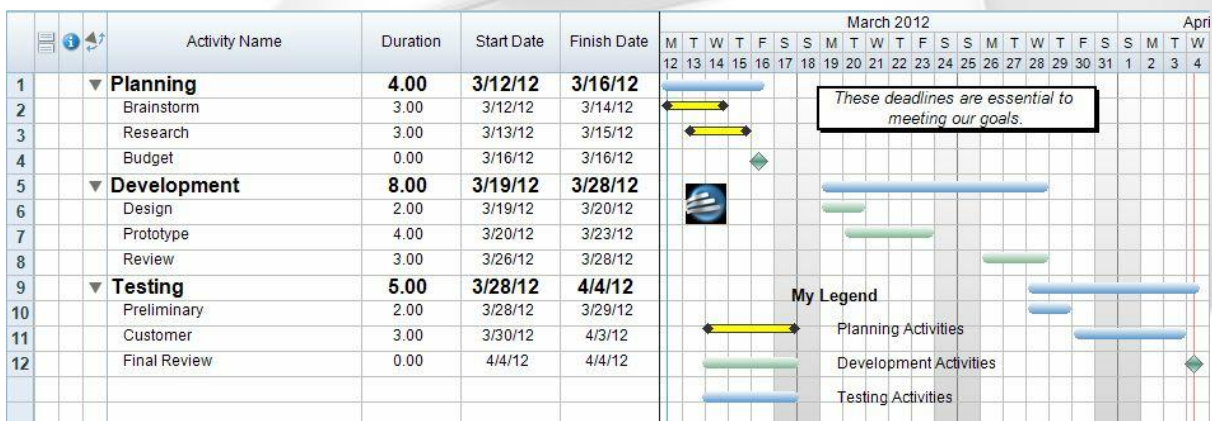 March 2012 Apri
Activity Name Duration Start Date Finish Date M T W T F S S M T W T F S S M T W T F S S M T W
12 13 14 15 16 17 18 19 20 21 22 23 24 25 26 27 28 29 30 31 1 2 3 4
1 Planning 4.00 3/12/12 3/16/12
2 Brainstorm 3.00 3/12/12 3/14/12
These deadlines are essential to
meeting our goals.
3 Research 3.00 3/13/12 3/15/12
4 Budget 0.00 3/16/12 3/16/12
5 Development 8.00 3/19/12 3/28/12
6 Design 2.00 3/19/12 3/20/12
7 Prototype 4.00 3/20/12 3/23/12
8 Review 3.00 3/26/12 3/28/12
9 Testing 5.00 3/28/12 4/4/12
10 Preliminary 2.00 3/28/12 3/29/12
11 Customer 3.00 3/30/12 4/3/12
12 Final Review 0.00 4/4/12 4/4/12
My Legend
Planning Activities
Development Activities
Testing Activities